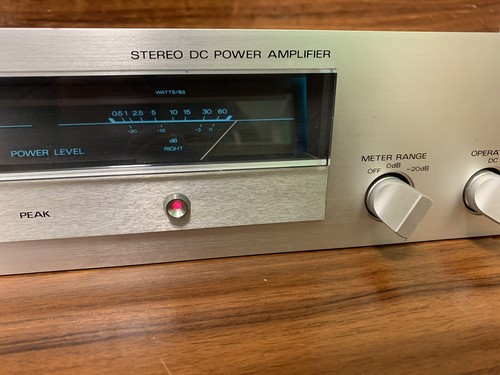 STEREO DC POWER AMPLIFIER
WATTS/8Ω
0.5 1 2.5 5 10 15 30 60
-20 -10 -3 0
dB
POWER LEVEL RIGHT
METER RANGE
OFF 0dB -20dB
DC
PEAK